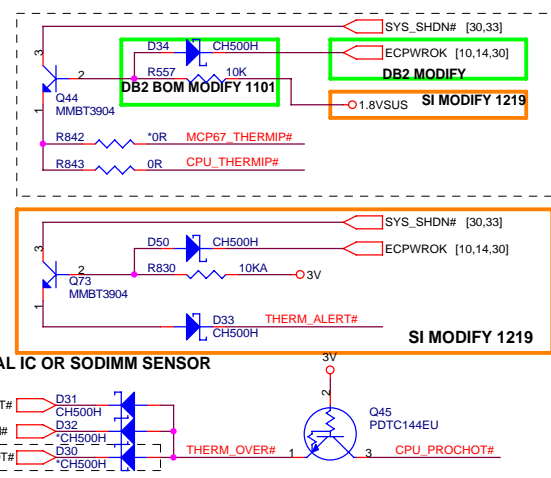 SYS_SHDN# [30,33]
3
D34 CH500H
ECPWROK [10,14,30]
DB2 MODIFY
2
R557 10K
DB2 BOM MODIFY 1101
1.8VSUS
SI MODIFY 1219
Q44
MMBT3904
1
R842 *0R MCP67_THERMIP#
R843 0R CPU_THERMIP#
SYS_SHDN# [30,33]
3
D50 CH500H
ECPWROK [10,14,30]
2
R830 10KA 3V
Q73
MMBT3904
1
D33 THERM_ALERT#
CH500H
SI MODIFY 1219
AL IC OR SODIMM SENSOR
3V
2
T# D31
CH500H
Q45
PDTC144EU
# D32
*CH500H
OT# D30
*CH500H
THERM_OVER# 1 3 CPU_PROCHOT#